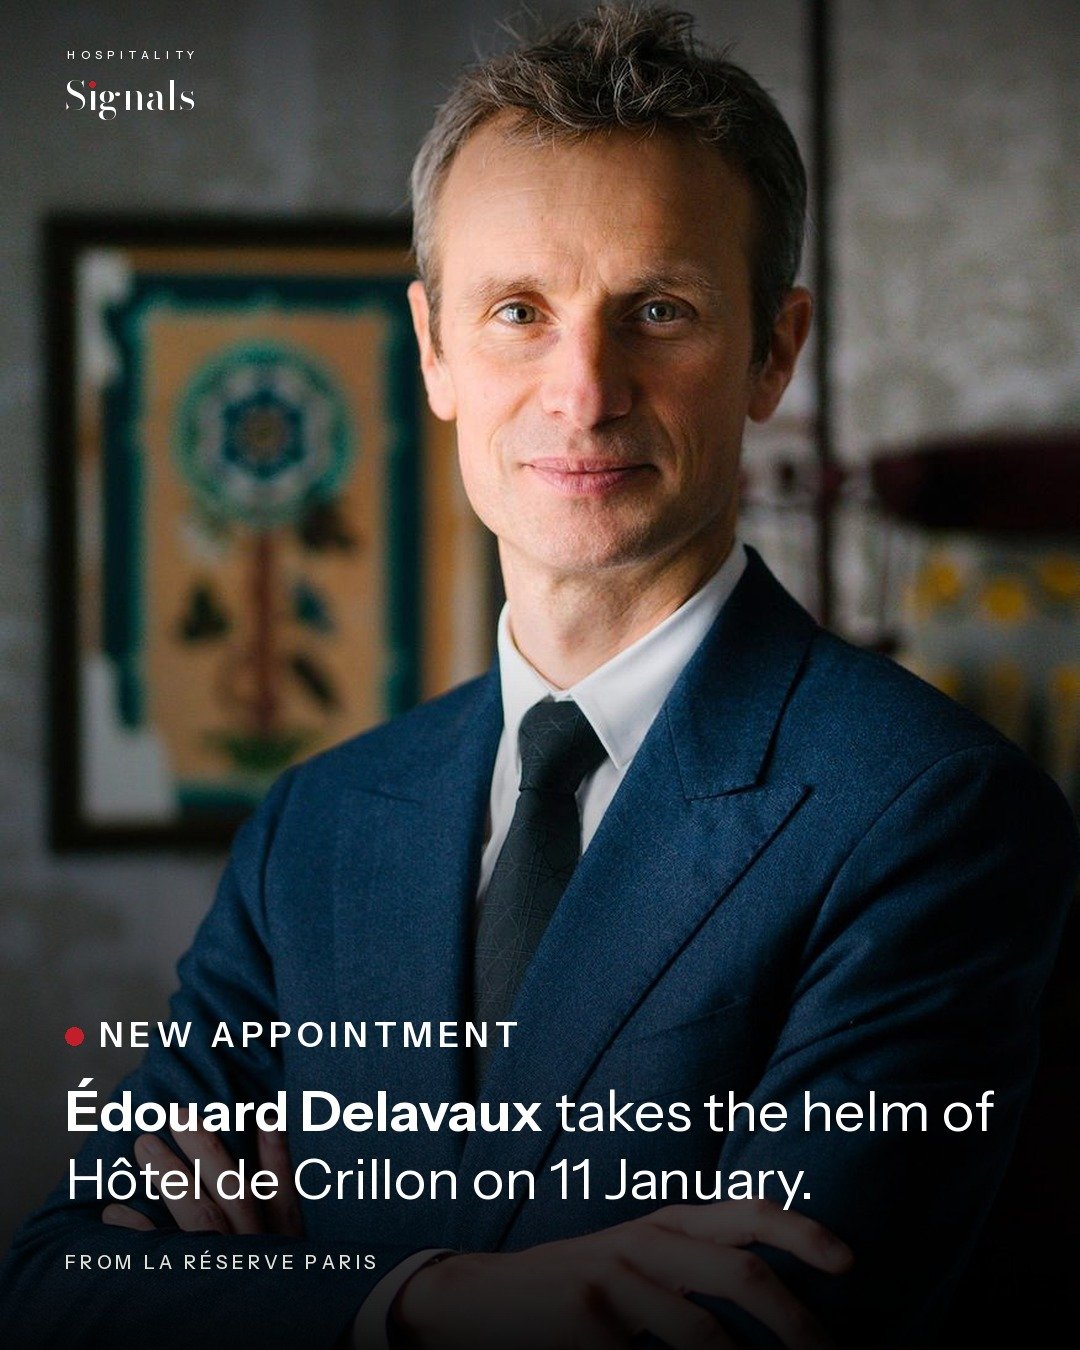 HOSPITALITY
Signals
NEW APPOINTMENT
Édouard Delavaux takes the helm of
Hôtel de Crillon on 11 January.
FROM LA RÉSERVE PARIS